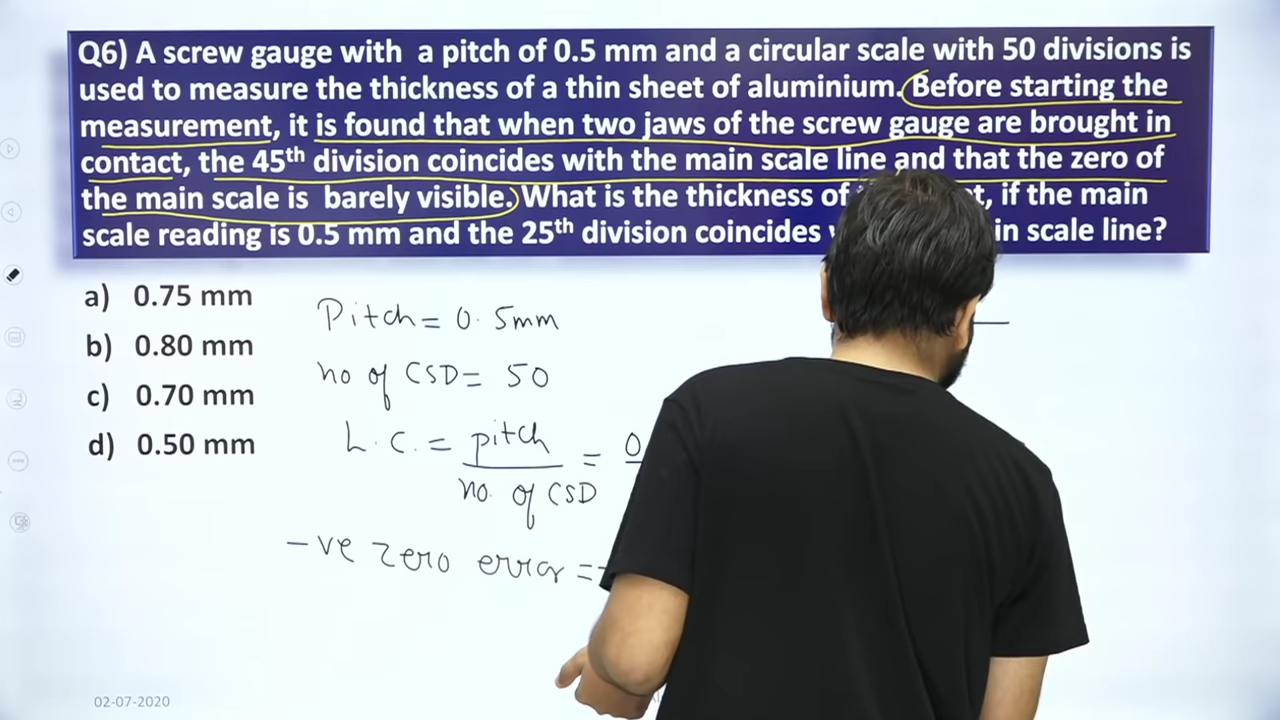 Q6) A screw gauge with a pitch of 0.5 mm and a circular scale with 50 divisions is
used to measure the thickness of a thin sheet of aluminium. Before starting the
measurement, it is found that when two jaws of the screw gauge are brought in
contact, the 45th division coincides with the main scale line and that the zero of
the main scale is barely visible. What is the thickness of if the main
scale reading is 0.5 mm and the 25th division coincides in scale line?
a) 0.75 mm
b) 0.80 mm
c) 0.70 mm
d) 0.50 mm
Pitch = 0.5mm
no of CSD = 50
L.C. = pitch = 0
no. of CSD
-ve zero error = -
02-07-2020